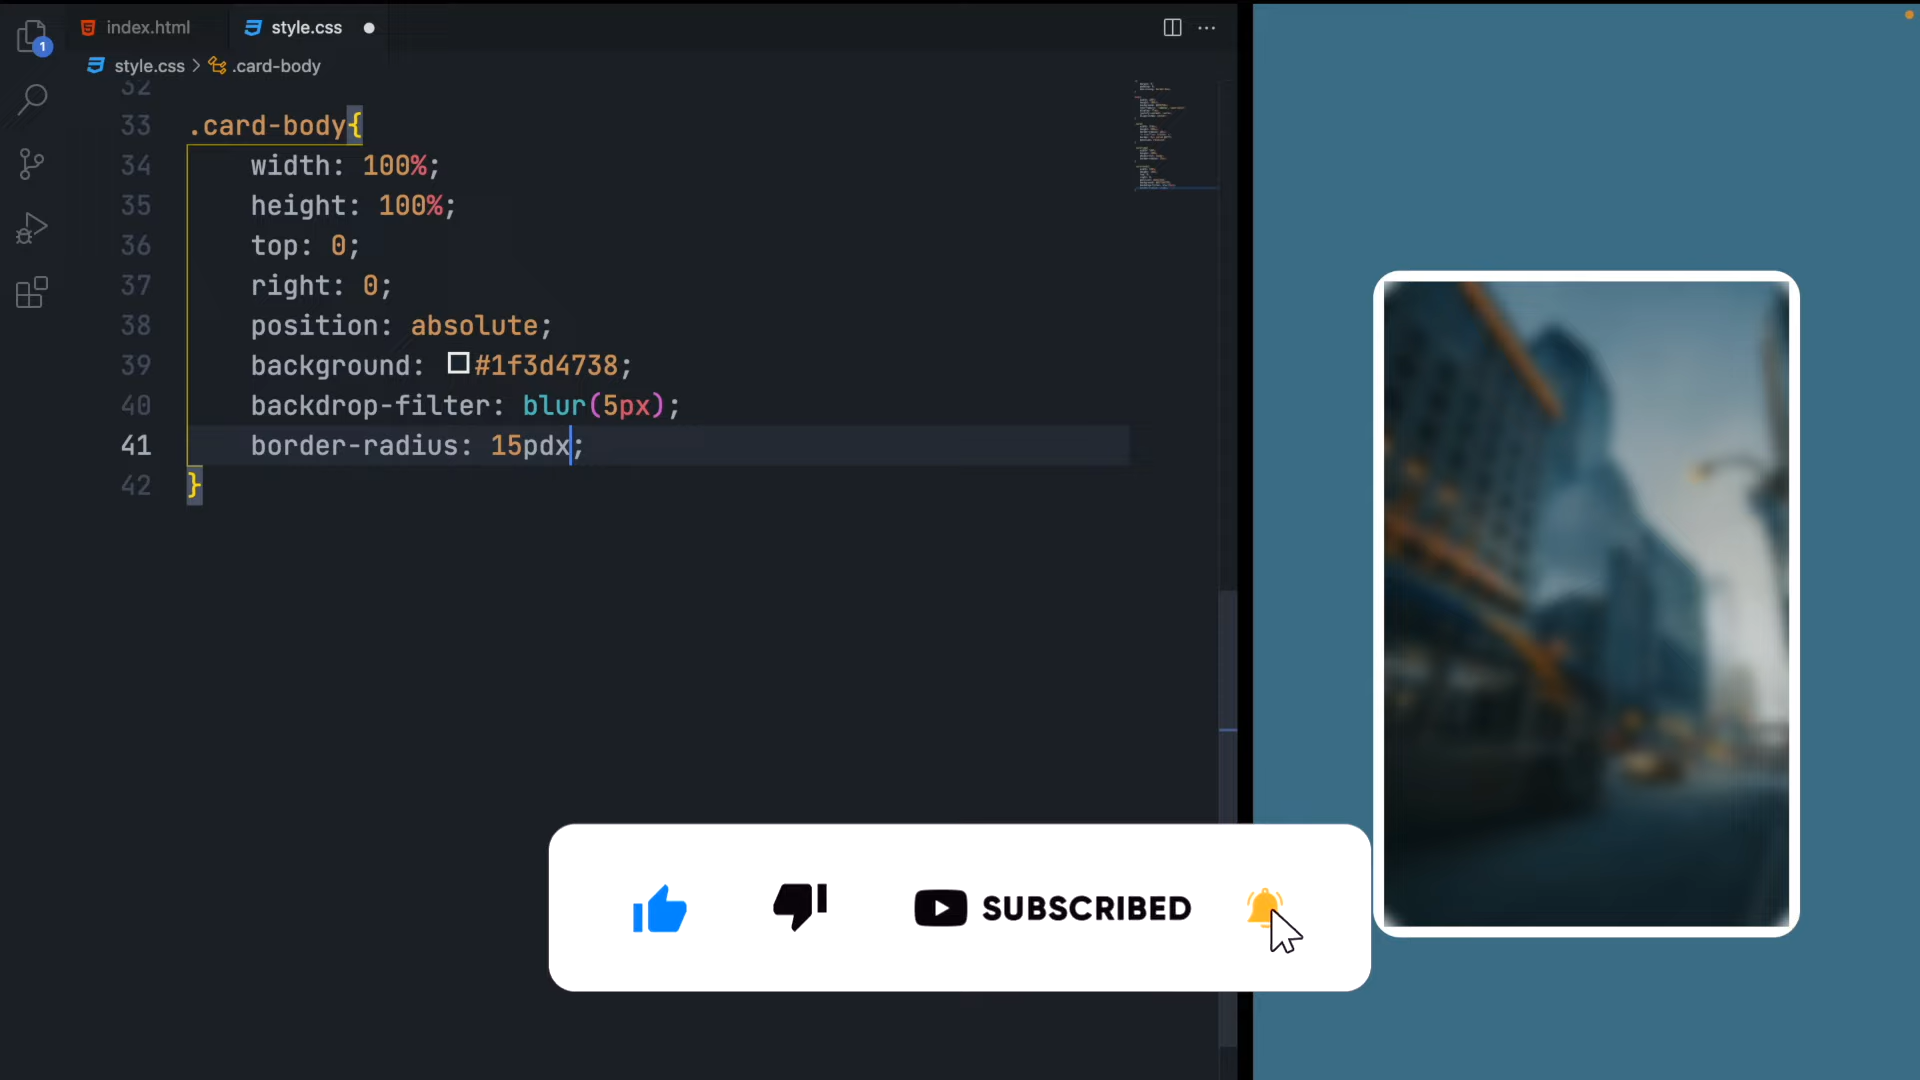 index.html
style.css
1
style.css > .card-body
32
33 .card-body{
34 width: 100%;
35 height: 100%;
36 top: 0;
37 right: 0;
38 position: absolute;
39 background: #1f3d4738;
40 backdrop-filter: blur(5px);
41 border-radius: 15pdx;
42 }
SUBSCRIBED